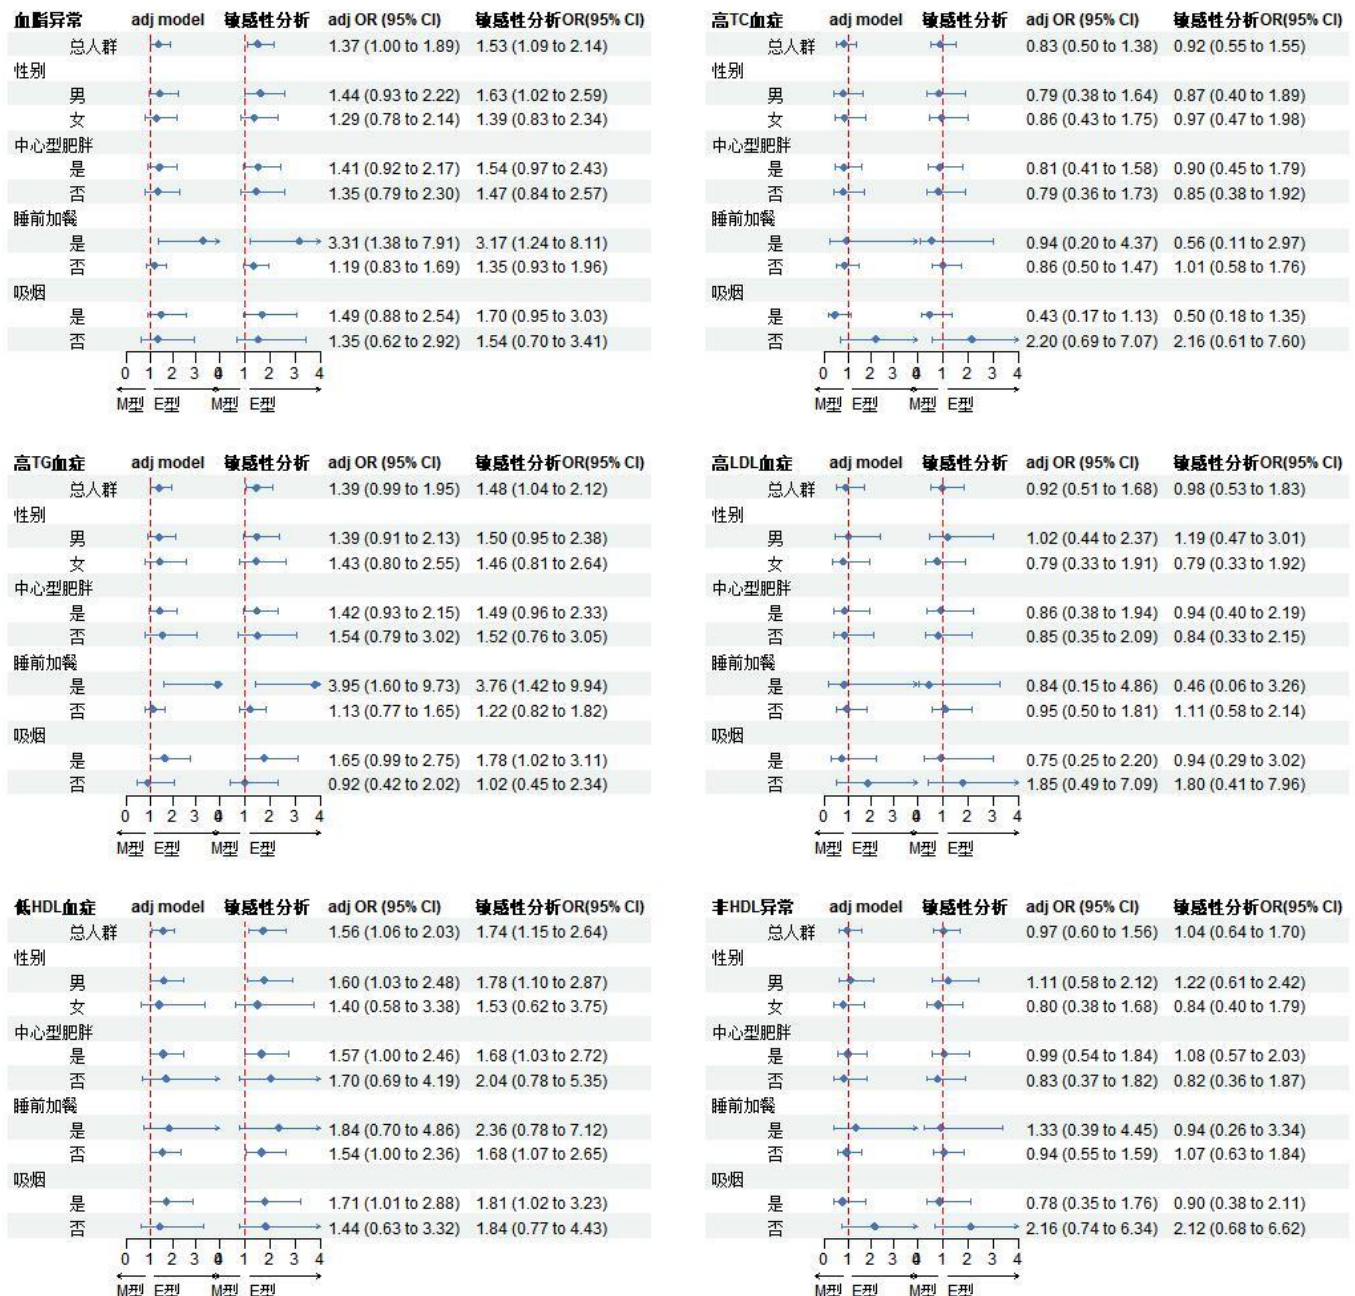 血脂异常 adj model 敏感性分析 adj OR (95% CI) 敏感性分析OR(95% CI)
总人群 1.37 (1.00 to 1.89) 1.53 (1.09 to 2.14)
性别
男 1.44 (0.93 to 2.22) 1.63 (1.02 to 2.59)
女 1.29 (0.78 to 2.14) 1.39 (0.83 to 2.34)
中心型肥胖
是 1.41 (0.92 to 2.17) 1.54 (0.97 to 2.43)
否 1.35 (0.79 to 2.30) 1.47 (0.84 to 2.57)
睡前加餐
是 3.31 (1.38 to 7.91) 3.17 (1.24 to 8.11)
否 1.19 (0.83 to 1.69) 1.35 (0.93 to 1.96)
吸烟
是 1.49 (0.88 to 2.54) 1.70 (0.95 to 3.03)
否 1.35 (0.62 to 2.92) 1.54 (0.70 to 3.41)
0 1 2 3 4 0 1 2 3 4
M型 E型 M型 E型
高TC血症 adj model 敏感性分析 adj OR (95% CI) 敏感性分析OR(95% CI)
总人群 0.83 (0.50 to 1.38) 0.92 (0.55 to 1.55)
性别
男 0.79 (0.38 to 1.64) 0.87 (0.40 to 1.89)
女 0.86 (0.43 to 1.75) 0.97 (0.47 to 1.98)
中心型肥胖
是 0.81 (0.41 to 1.58) 0.90 (0.45 to 1.79)
否 0.79 (0.36 to 1.73) 0.85 (0.38 to 1.92)
睡前加餐
是 0.94 (0.20 to 4.37) 0.56 (0.11 to 2.97)
否 0.86 (0.50 to 1.47) 1.01 (0.58 to 1.76)
吸烟
是 0.43 (0.17 to 1.13) 0.50 (0.18 to 1.35)
否 2.20 (0.69 to 7.07) 2.16 (0.61 to 7.60)
0 1 2 3 4 0 1 2 3 4
M型 E型 M型 E型
高TG血症 adj model 敏感性分析 adj OR (95% CI) 敏感性分析OR(95% CI)
总人群 1.39 (0.99 to 1.95) 1.48 (1.04 to 2.12)
性别
男 1.39 (0.91 to 2.13) 1.50 (0.95 to 2.38)
女 1.43 (0.80 to 2.55) 1.46 (0.81 to 2.64)
中心型肥胖
是 1.42 (0.93 to 2.15) 1.49 (0.96 to 2.33)
否 1.54 (0.79 to 3.02) 1.52 (0.76 to 3.05)
睡前加餐
是 3.95 (1.60 to 9.73) 3.76 (1.42 to 9.94)
否 1.13 (0.77 to 1.65) 1.22 (0.82 to 1.82)
吸烟
是 1.65 (0.99 to 2.75) 1.78 (1.02 to 3.11)
否 0.92 (0.42 to 2.02) 1.02 (0.45 to 2.34)
0 1 2 3 4 0 1 2 3 4
M型 E型 M型 E型
高LDL血症 adj model 敏感性分析 adj OR (95% CI) 敏感性分析OR(95% CI)
总人群 0.92 (0.51 to 1.68) 0.98 (0.53 to 1.83)
性别
男 1.02 (0.44 to 2.37) 1.19 (0.47 to 3.01)
女 0.79 (0.33 to 1.91) 0.79 (0.33 to 1.92)
中心型肥胖
是 0.86 (0.38 to 1.94) 0.94 (0.40 to 2.19)
否 0.85 (0.35 to 2.09) 0.84 (0.33 to 2.15)
睡前加餐
是 0.84 (0.15 to 4.86) 0.46 (0.06 to 3.26)
否 0.95 (0.50 to 1.81) 1.11 (0.58 to 2.14)
吸烟
是 0.75 (0.25 to 2.20) 0.94 (0.29 to 3.02)
否 1.85 (0.49 to 7.09) 1.80 (0.41 to 7.96)
0 1 2 3 4 0 1 2 3 4
M型 E型 M型 E型
低HDL血症 adj model 敏感性分析 adj OR (95% CI) 敏感性分析OR(95% CI)
总人群 1.56 (1.06 to 2.03) 1.74 (1.15 to 2.64)
性别
男 1.60 (1.03 to 2.48) 1.78 (1.10 to 2.87)
女 1.40 (0.58 to 3.38) 1.53 (0.62 to 3.75)
中心型肥胖
是 1.57 (1.00 to 2.46) 1.68 (1.03 to 2.72)
否 1.70 (0.69 to 4.19) 2.04 (0.78 to 5.35)
睡前加餐
是 1.84 (0.70 to 4.86) 2.36 (0.78 to 7.12)
否 1.54 (1.00 to 2.36) 1.68 (1.07 to 2.65)
吸烟
是 1.71 (1.01 to 2.88) 1.81 (1.02 to 3.23)
否 1.44 (0.63 to 3.32) 1.84 (0.77 to 4.43)
0 1 2 3 4 0 1 2 3 4
M型 E型 M型 E型
非HDL异常 adj model 敏感性分析 adj OR (95% CI) 敏感性分析OR(95% CI)
总人群 0.97 (0.60 to 1.56) 1.04 (0.64 to 1.70)
性别
男 1.11 (0.58 to 2.12) 1.22 (0.61 to 2.42)
女 0.80 (0.38 to 1.68) 0.84 (0.40 to 1.79)
中心型肥胖
是 0.99 (0.54 to 1.84) 1.08 (0.57 to 2.03)
否 0.83 (0.37 to 1.82) 0.82 (0.36 to 1.87)
睡前加餐
是 1.33 (0.39 to 4.45) 0.94 (0.26 to 3.34)
否 0.94 (0.55 to 1.59) 1.07 (0.63 to 1.84)
吸烟
是 0.78 (0.35 to 1.76) 0.90 (0.38 to 2.11)
否 2.16 (0.74 to 6.34) 2.12 (0.68 to 6.62)
0 1 2 3 4 0 1 2 3 4
M型 E型 M型 E型